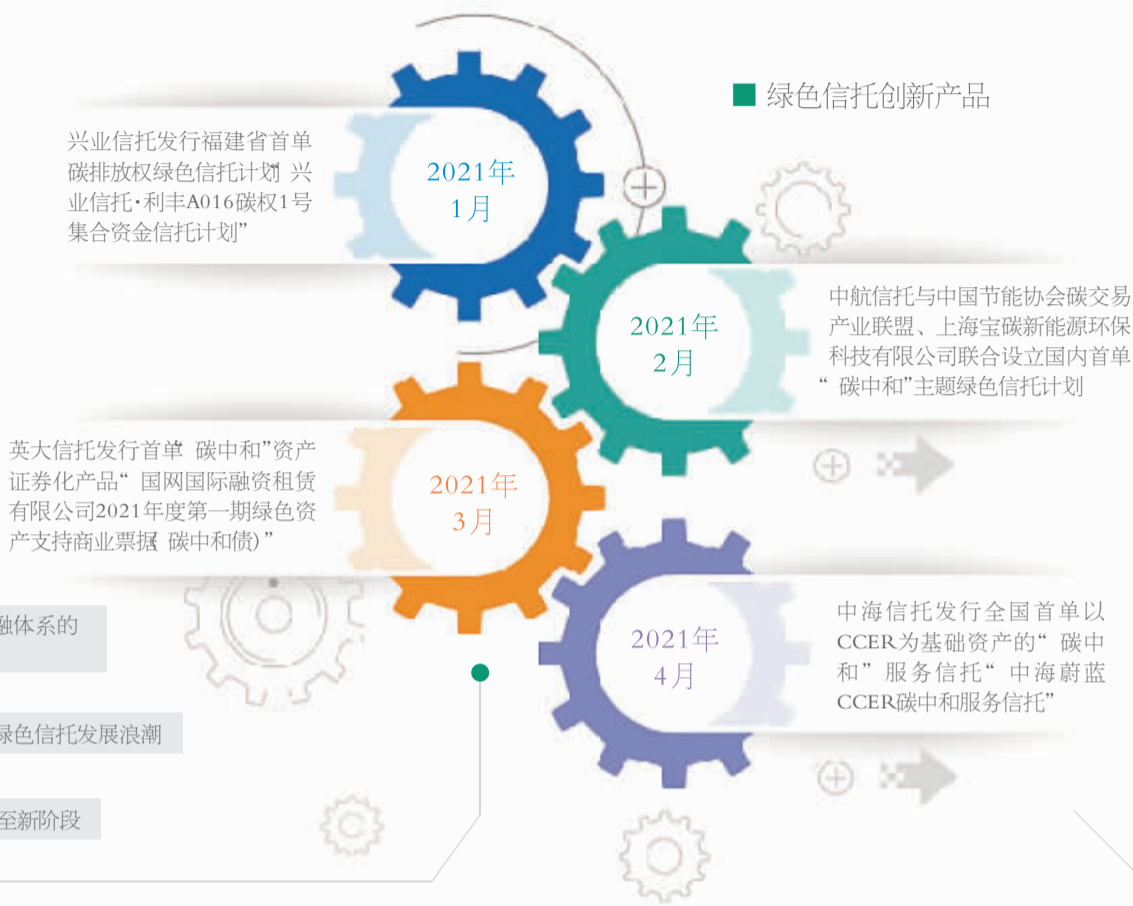 绿色信托创新产品
兴业信托发行福建省首单
碳排放权绿色信托计划“兴
业信托·利丰A016碳权1号
集合资金信托计划”
2021年
1月
2021年
2月
中航信托与中国节能协会碳交易
产业联盟、上海宝碳新能源环保
科技有限公司联合设立国内首单
“碳中和”主题绿色信托计划
英大信托发行首单“碳中和”资产
证券化产品“国网国际融资租赁
有限公司2021年度第一期绿色资
产支持商业票据(碳中和债)”
2021年
3月
2021年
4月
中海信托发行全国首单以
CCER为基础资产的“碳中
和”服务信托“中海蔚蓝
CCER碳中和服务信托”
融体系的
绿色信托发展浪潮
至新阶段